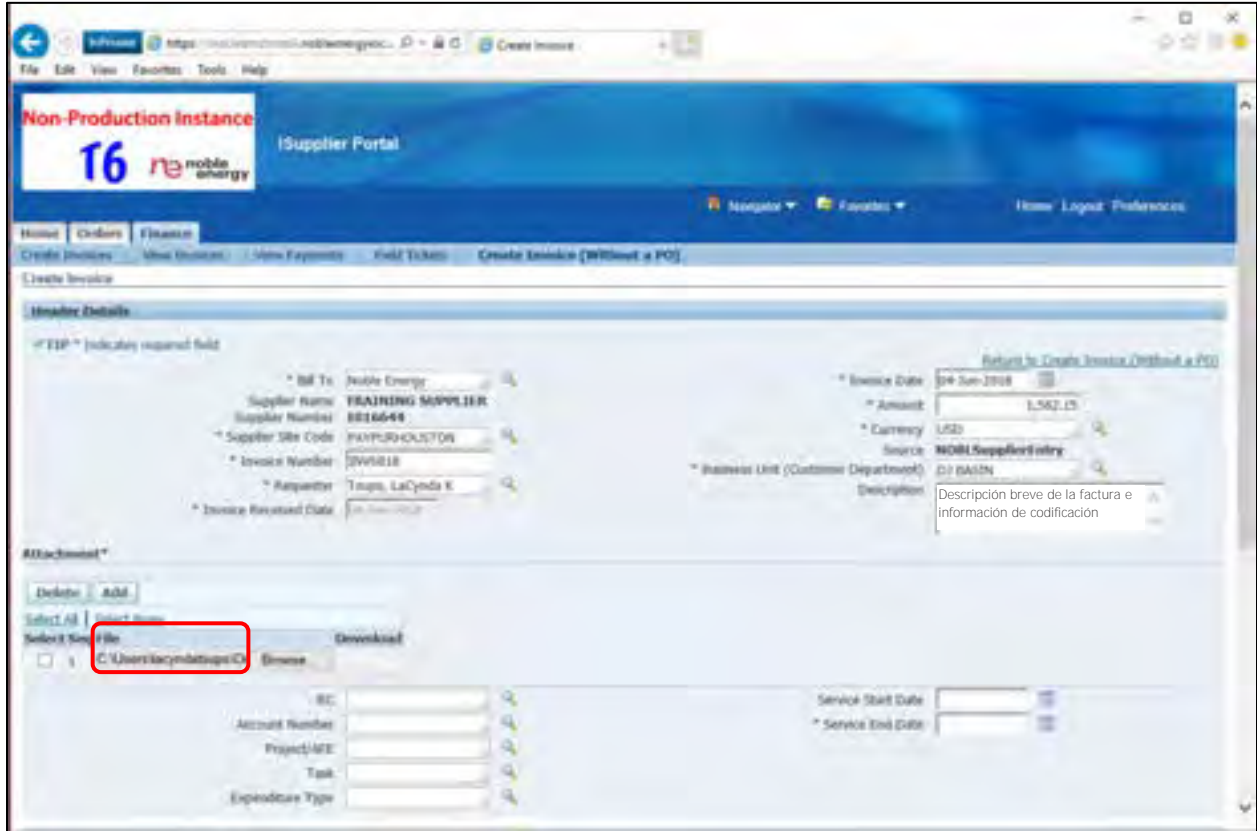 InPrivate https Create Invoice
File Edit View Favorites Tools Help
Non-Production Instance
T6 ne noble energy
iSupplier Portal
Navigator Favorites Home Logout Preferences
Home Orders Finance
Create Invoices View Invoices View Payments Field Tickets Create Invoice (Without a PO)
Create Invoice
Header Details
* Indicates required field
Return to Create Invoice (Without a PO)
* Bill To Noble Energy
Supplier Name TRAINING SUPPLIER
Supplier Number
* Supplier Site Code PAYPURHOUSTON
* Invoice Number
* Requester Toups, LaCynda K
* Invoice Received Date
* Invoice Date 04-Jun-2018
* Amount 1,562.15
* Currency USD
Source NOBLSupplierEntry
* Business Unit (Customer Department) DJ BASIN
Description Descripción breve de la factura e
información de codificación
Attachment*
Delete Add
Select All Select None
Select Seq File Download
1 Browse
Account Number
Project/AFE
Task
Expenditure Type
Service Start Date
* Service End Date